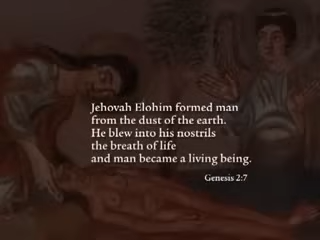 Jehovah Elohim formed man
from the dust of the earth.
He blew into his nostrils
the breath of life
and man became a living being.
Genesis 2:7